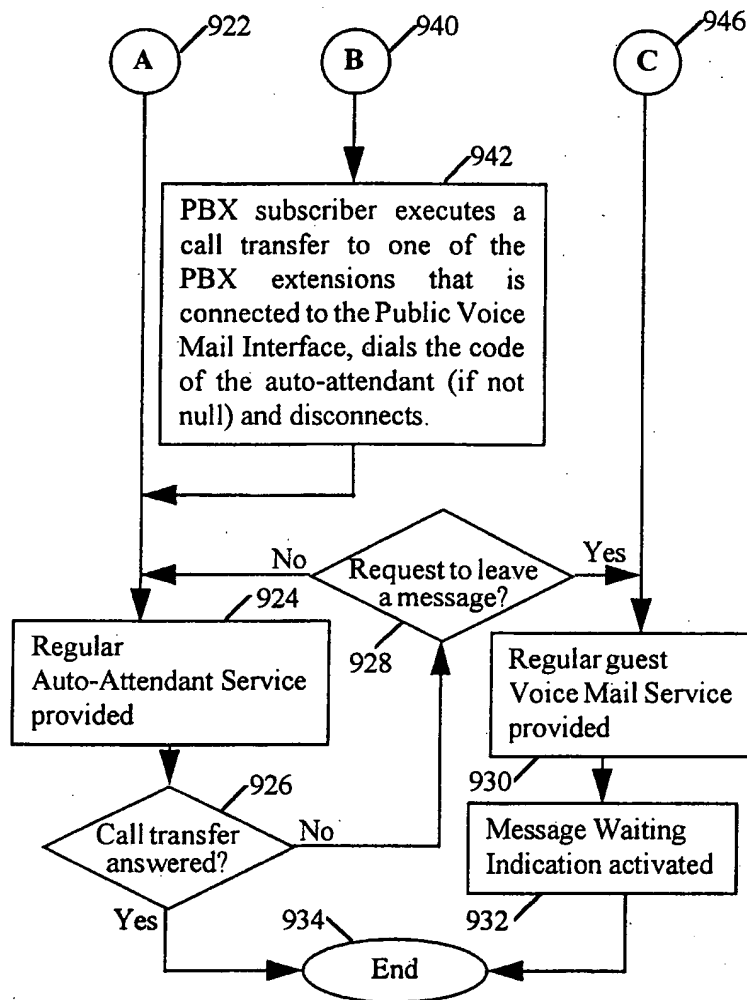 922
940
946
A
B
C
942
PBX subscriber executes a
call transfer to one of the
PBX extensions that is
connected to the Public Voice
Mail Interface, dials the code
of the auto-attendant (if not
null) and disconnects.
No
Yes
Request to leave
a message?
924
928
Regular
Auto-Attendant Service
provided
Regular guest
Voice Mail Service
provided
926
930
Call transfer
answered?
No
Message Waiting
Indication activated
Yes
934
932
End